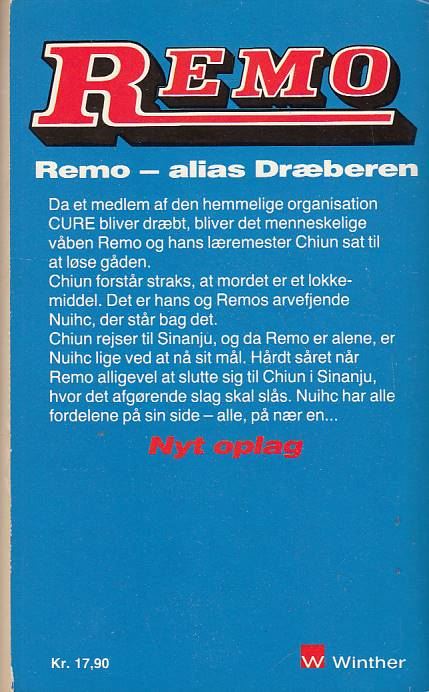 REMO
Remo – alias Dræberen
Da et medlem af den hemmelige organisation
CURE bliver dræbt, bliver det menneskelige
våben Remo og hans læremester Chiun sat til
at løse gåden.
Chiun forstår straks, at mordet er et lokke-
middel. Det er hans og Remos arvefjende
Nuihc, der står bag det.
Chiun rejser til Sinanju, og da Remo er alene, er
Nuihc lige ved at nå sit mål. Hårdt såret når
Remo alligevel at slutte sig til Chiun i Sinanju,
hvor det afgørende slag skal slås. Nuihc har alle
fordelene på sin side – alle, på nær en...
Nyt oplag
Kr. 17,90
W Winther